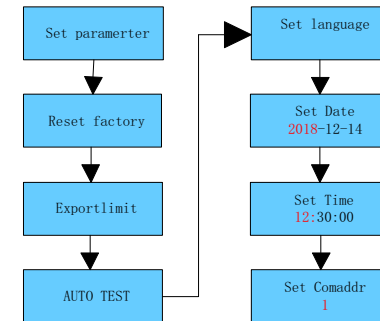 Set paramerter
Reset factory
Exportlimit
AUTO TEST
Set language
Set Date
2018-12-14
Set Time
12:30:00
Set Comaddr
1